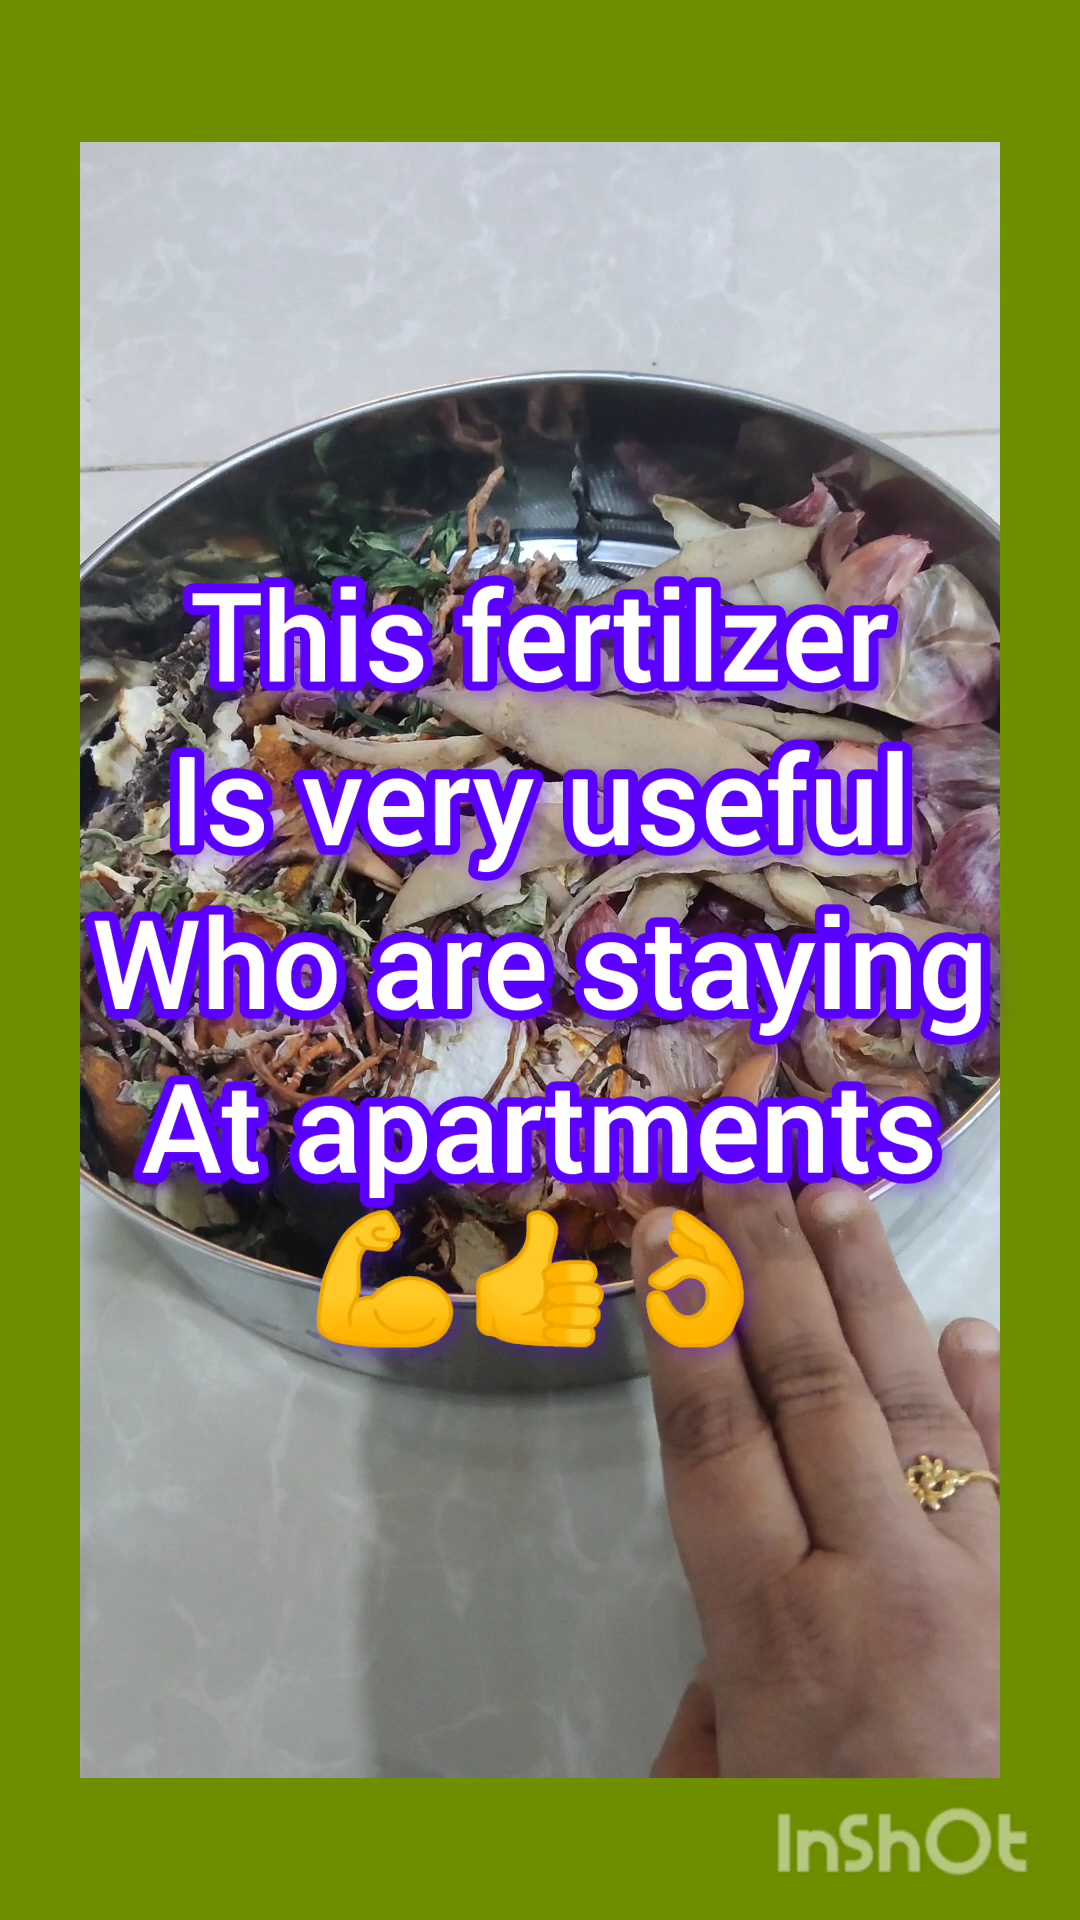 This fertilzer
Is very useful
Who are staying
At apartments
💪👍👌
InShOt